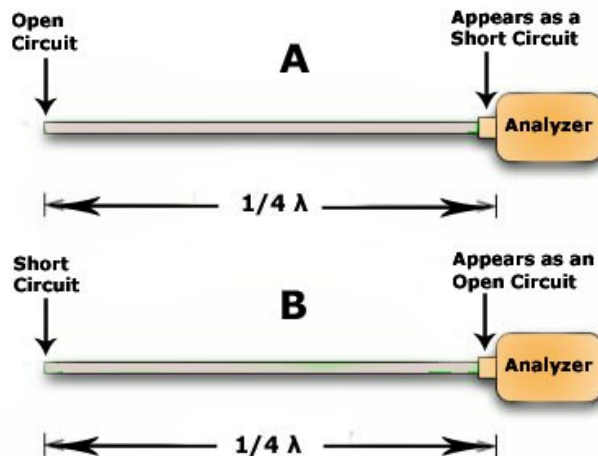 Open
Circuit
A
Appears as a
Short Circuit
Analyzer
1/4 λ
Short
Circuit
B
Appears as an
Open Circuit
Analyzer
1/4 λ